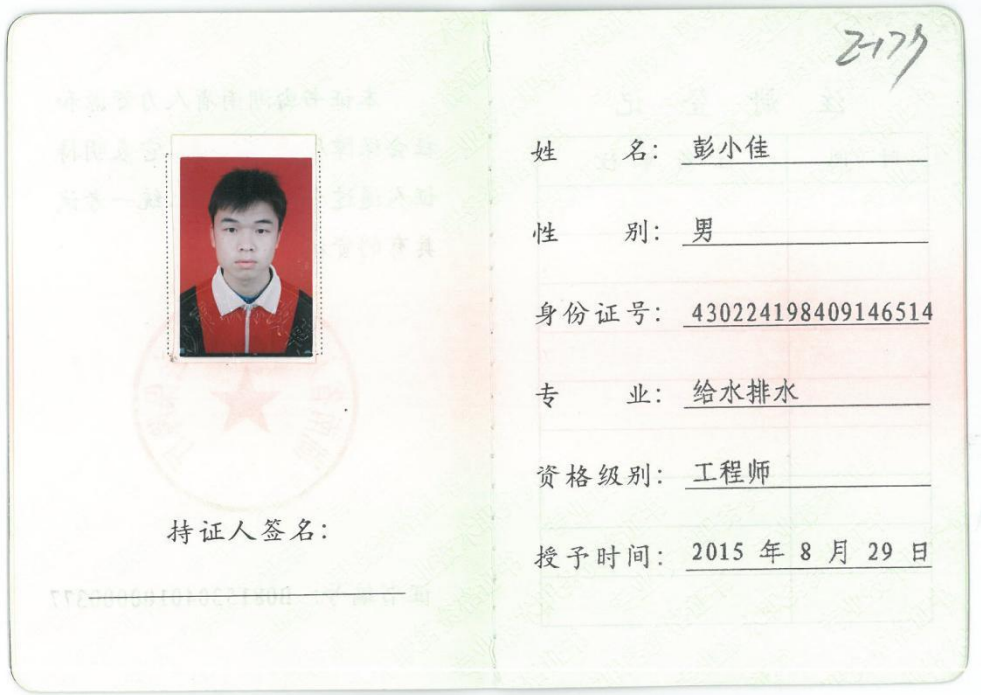 2-177
姓 名: 彭小佳
性 别: 男
身份证号: 430224198409146514
专 业: 给水排水
资格级别: 工程师
授予时间: 2015 年 8 月 29 日
持证人签名: